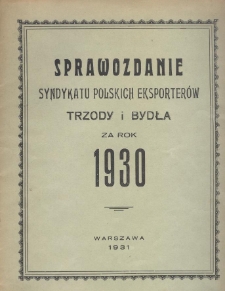 SPRAWOZDANIE
SYNDYKATU POLSKICH EKSPORTERÓW
TRZODY i BYDŁA
ZA ROK
1930
WARSZAWA
1931